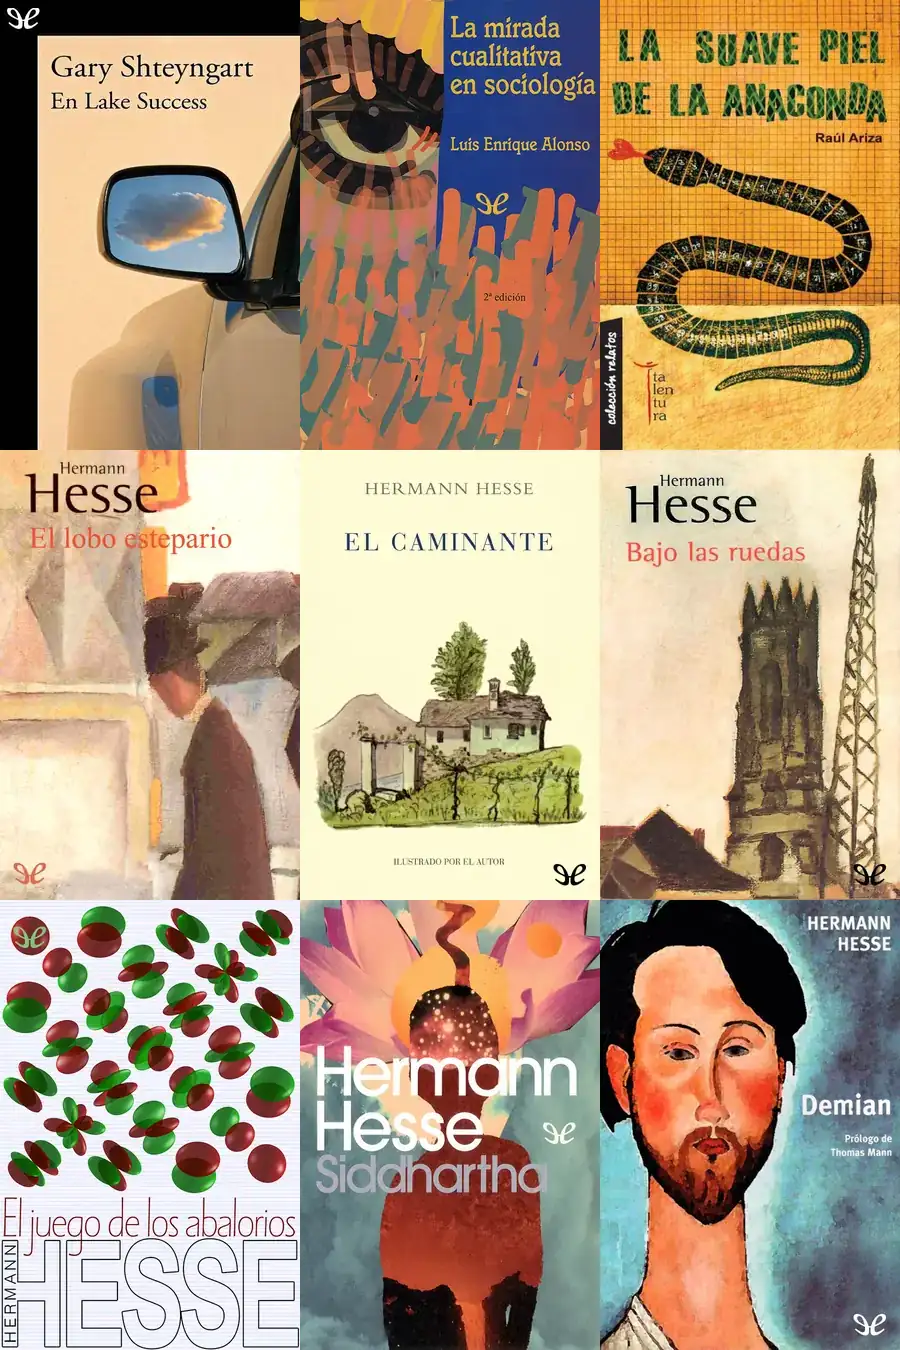 Gary Shteyngart
En Lake Success
La mirada
cualitativa
en sociología
Luis Enrique Alonso
2ª edición
LA SUAVE PIEL
DE LA ANACONDA
Raúl Ariza
colección relatos
ta
len
tu
ra
Hermann
Hesse
El lobo estepario
HERMANN HESSE
EL CAMINANTE
ILUSTRADO POR EL AUTOR
Hermann
Hesse
Bajo las ruedas
El juego de los abalorios
HERMANN
HESSE
Hermann
Hesse
Siddhartha
HERMANN
HESSE
Demian
Prólogo de
Thomas Mann